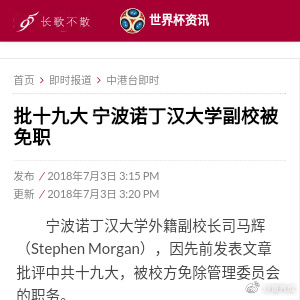 长歌不散
世界杯资讯
首页 > 即时报道 > 中港台即时
批十九大 宁波诺丁汉大学副校被
免职
发布 / 2018年7月3日 3:15 PM
更新 / 2018年7月3日 3:20 PM
宁波诺丁汉大学外籍副校长司马辉
（Stephen Morgan），因先前发表文章
批评中共十九大，被校方免除管理委员会
的职务。